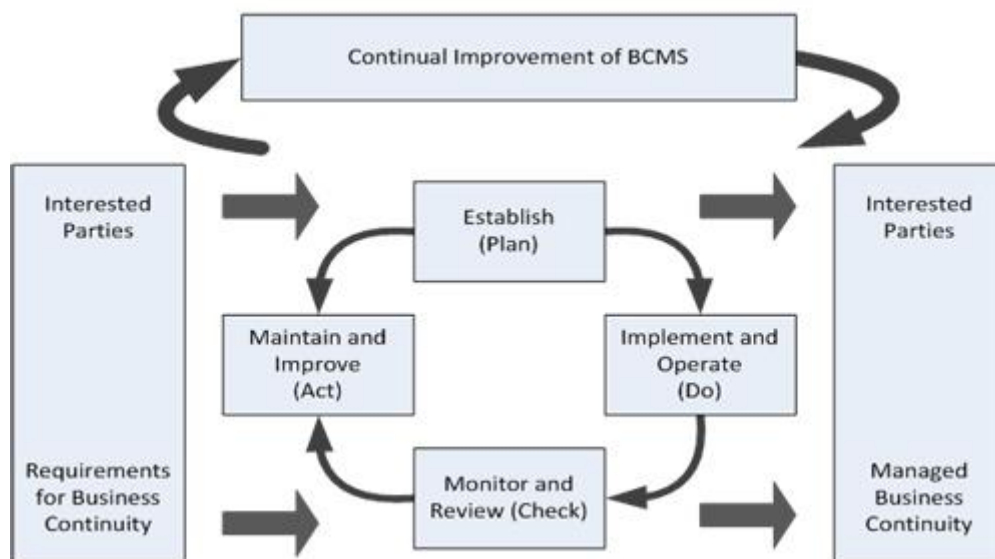 Continual Improvement of BCMS
Interested
Parties
Establish
(Plan)
Interested
Parties
Maintain and
Improve
(Act)
Implement and
Operate
(Do)
Requirements
for Business
Continuity
Monitor and
Review (Check)
Managed
Business
Continuity